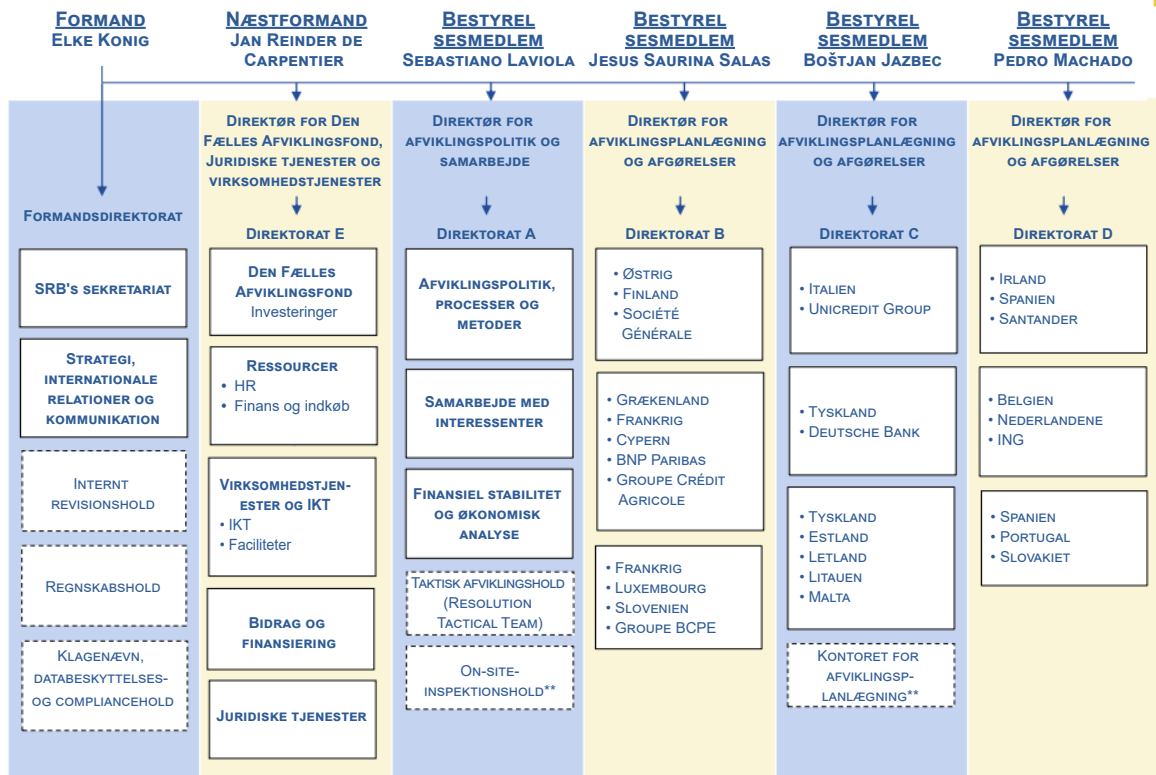 FORMAND
ELKE KONIG
NÆSTFORMAND
JAN REINDER DE
CARPENTIER
BESTYREL
SESMEDLEM
SEBASTIANO LAVIOLA
BESTYREL
SESMEDLEM
JESUS SAURINA SALAS
BESTYREL
SESMEDLEM
BOŠTJAN JAZBEC
BESTYREL
SESMEDLEM
PEDRO MACHADO
FORMANDSDIREKTORAT
SRB'S SEKRETARIAT
STRATEGI,
INTERNATIONALE
RELATIONER OG
KOMMUNIKATION
INTERNT
REVISIONSHOLD
REGNSKABSHOLD
KLAGENÆVN,
DATABESKYTTELSES-
OG COMPLIANCEHOLD
DIREKTØR FOR DEN
FÆLLES AFVIKLINGSFOND,
JURIDISKE TJENESTER OG
VIRKSOMHEDSTJENESTER
DIREKTORAT E
DEN FÆLLES
AFVIKLINGSFOND
Investeringer
RESSOURCER
• HR
• Finans og indkøb
VIRKSOMHEDSTJEN-
ESTER OG IKT
• IKT
• Faciliteter
BIDRAG OG
FINANSIERING
JURIDISKE TJENESTER
DIREKTØR FOR
AFVIKLINGSPOLITIK OG
SAMARBEJDE
DIREKTORAT A
AFVIKLINGSPOLITIK,
PROCESSER OG
METODER
SAMARBEJDE MED
INTERESSENTER
FINANSIEL STABILITET
OG ØKONOMISK
ANALYSE
TAKTISK AFVIKLINGSHOLD
(RESOLUTION
TACTICAL TEAM)
ON-SITE-
INSPEKTIONSHOLD**
DIREKTØR FOR
AFVIKLINGSPLANLÆGNING
OG AFGØRELSER
DIREKTORAT B
• ØSTRIG
• FINLAND
• SOCIÉTÉ
GÉNÉRALE
• GRÆKENLAND
• FRANKRIG
• CYPERN
• BNP PARIBAS
• GROUPE CRÉDIT
AGRICOLE
• FRANKRIG
• LUXEMBOURG
• SLOVENIEN
• GROUPE BCPE
DIREKTØR FOR
AFVIKLINGSPLANLÆGNING
OG AFGØRELSER
DIREKTORAT C
• ITALIEN
• UNICREDIT GROUP
• TYSKLAND
• DEUTSCHE BANK
• TYSKLAND
• ESTLAND
• LETLAND
• LITAUEN
• MALTA
KONTORET FOR
AFVIKLINGSP-
LANLÆGNING**
DIREKTØR FOR
AFVIKLINGSPLANLÆGNING
OG AFGØRELSER
DIREKTORAT D
• IRLAND
• SPANIEN
• SANTANDER
• BELGIEN
• NEDERLANDENE
• ING
• SPANIEN
• PORTUGAL
• SLOVAKIET